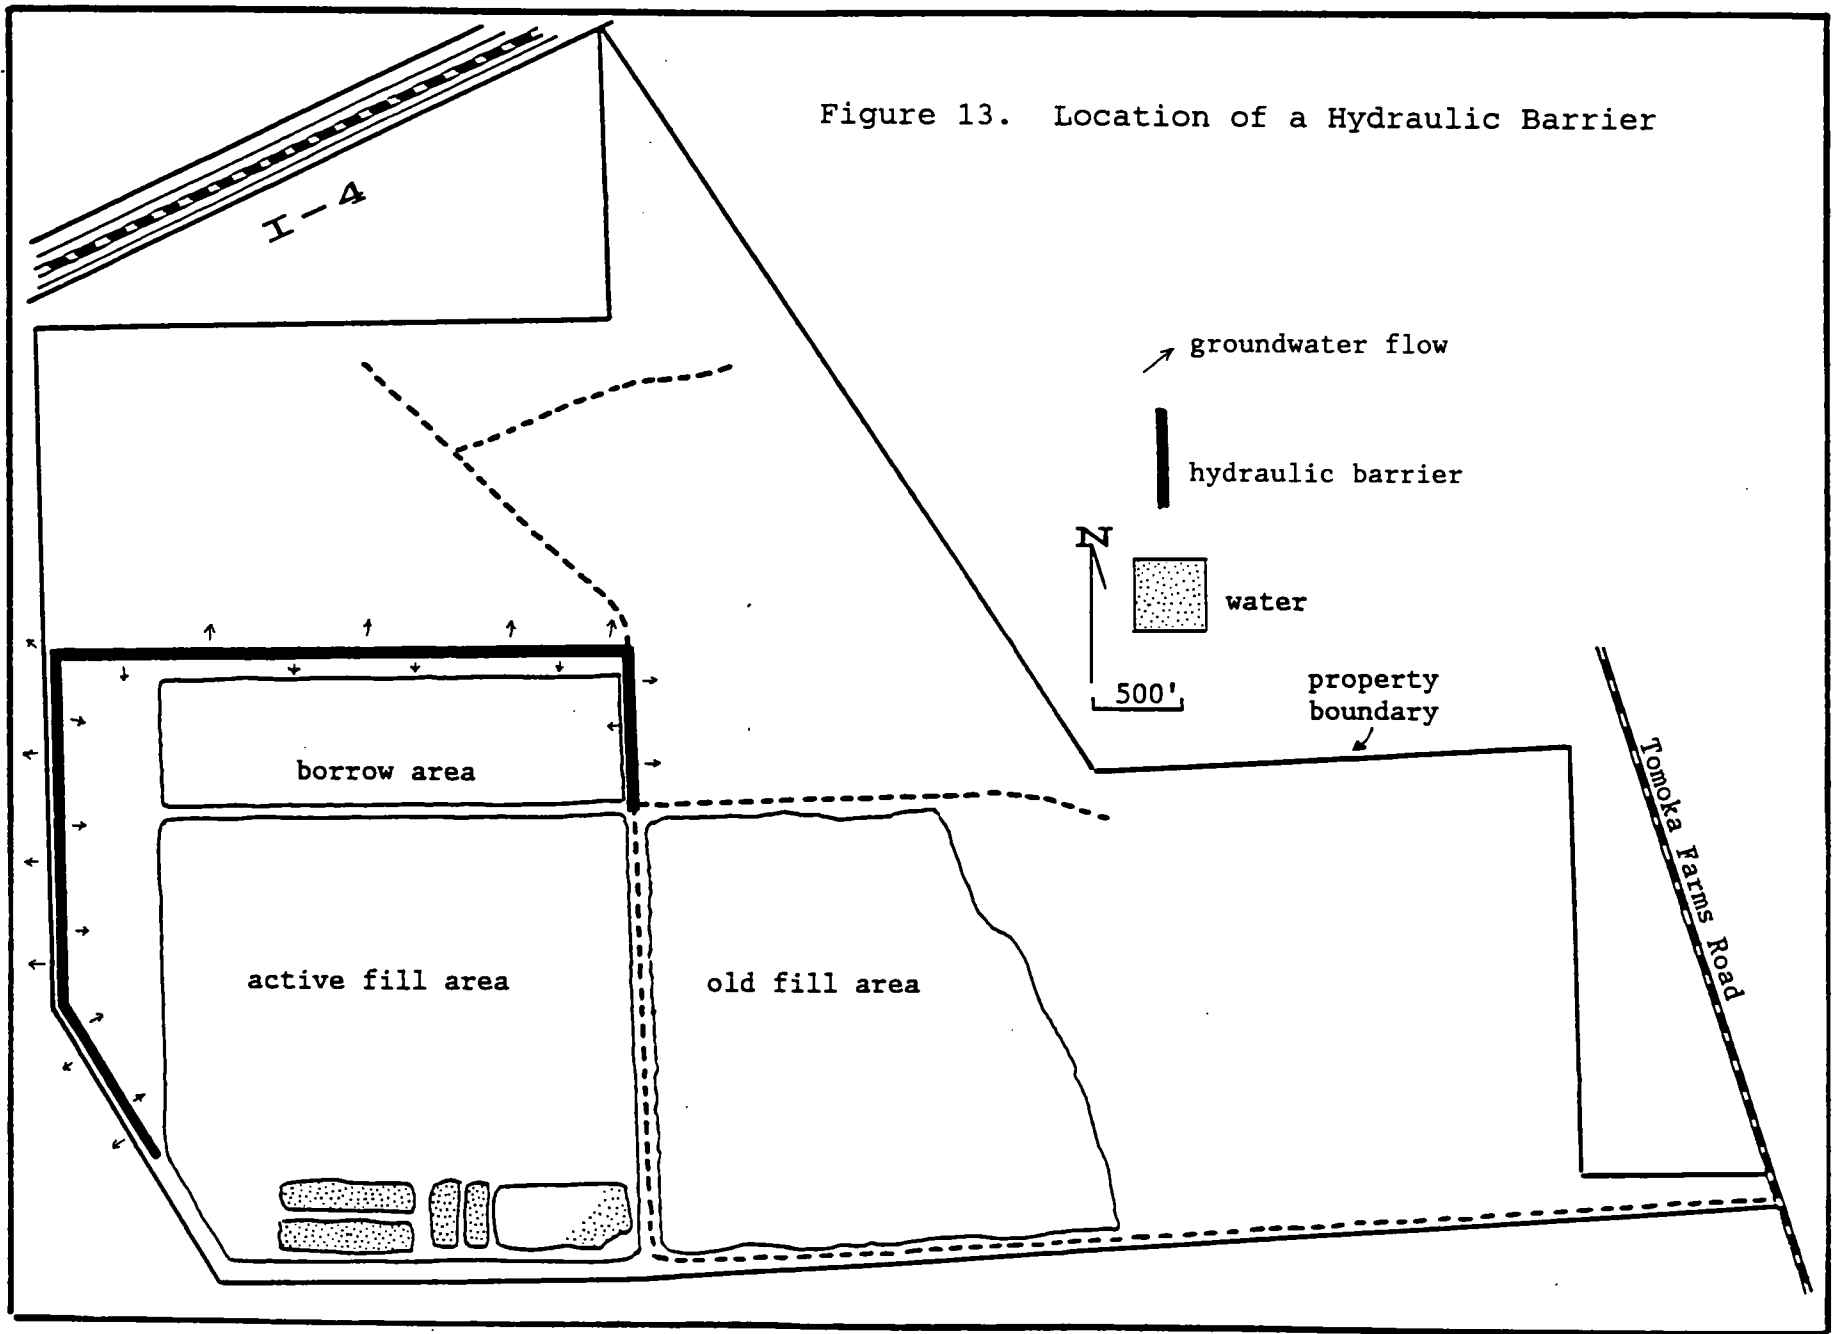 Figure 13. Location of a Hydraulic Barrier
I-4
groundwater flow
hydraulic barrier
N
water
500'
property
boundary
Tomoka Farms Road
borrow area
active fill area
old fill area